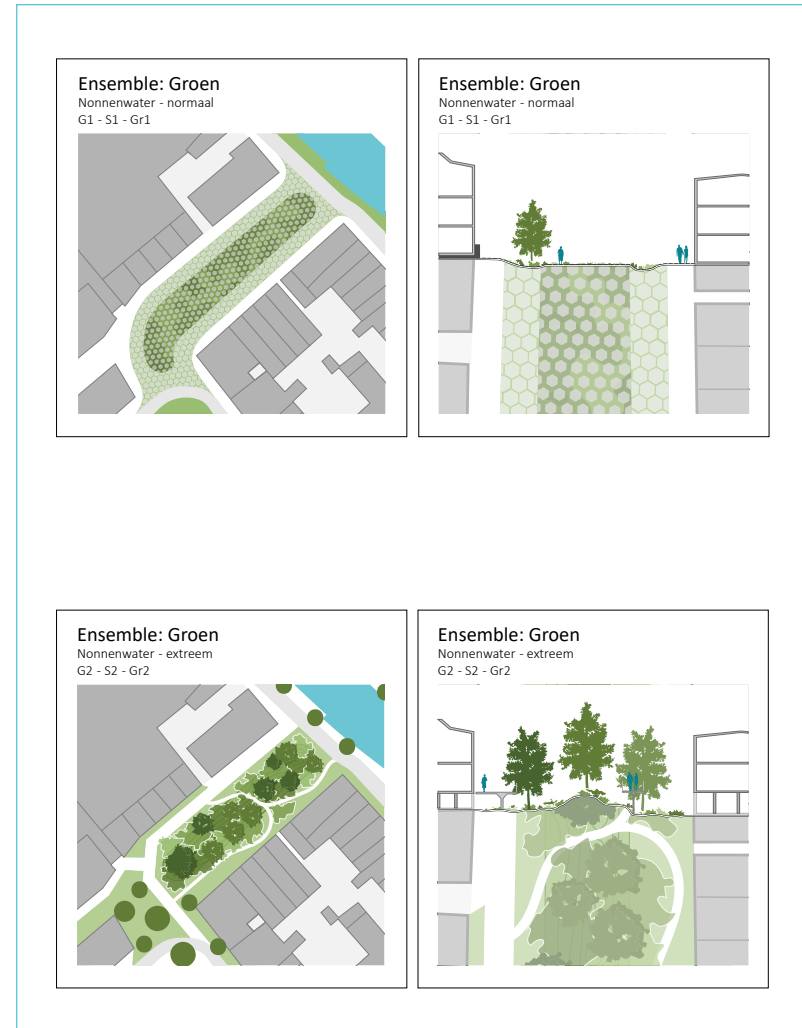 Ensemble: Groen
Nonnenwater - normaal
G1 - S1 - Gr1
Ensemble: Groen
Nonnenwater - normaal
G1 - S1 - Gr1
Ensemble: Groen
Nonnenwater - extreem
G2 - S2 - Gr2
Ensemble: Groen
Nonnenwater - extreem
G2 - S2 - Gr2